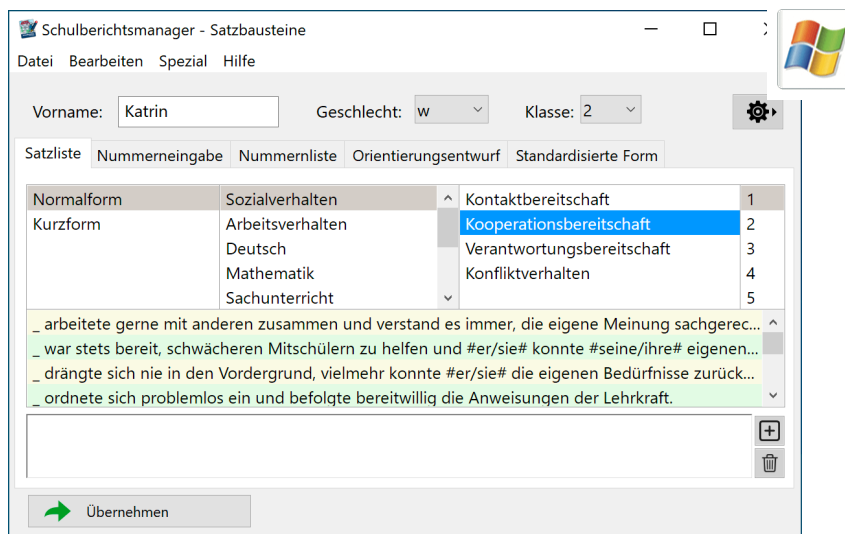 Schulberichtsmanager - Satzbausteine
Datei Bearbeiten Spezial Hilfe
Vorname: Katrin Geschlecht: w Klasse: 2
Satzliste Nummerneingabe Nummernliste Orientierungsentwurf Standardisierte Form
Normalform Sozialverhalten Kontaktbereitschaft 1
Kurzform Arbeitsverhalten Kooperationsbereitschaft 2
Deutsch Verantwortungsbereitschaft 3
Mathematik Konfliktverhalten 4
Sachunterricht 5
_ arbeitete gerne mit anderen zusammen und verstand es immer, die eigene Meinung sachgerec...
_ war stets bereit, schwächeren Mitschülern zu helfen und #er/sie# konnte #seine/ihre# eigenen...
_ drängte sich nie in den Vordergrund, vielmehr konnte #er/sie# die eigenen Bedürfnisse zurück...
_ ordnete sich problemlos ein und befolgte bereitwillig die Anweisungen der Lehrkraft.
Übernehmen